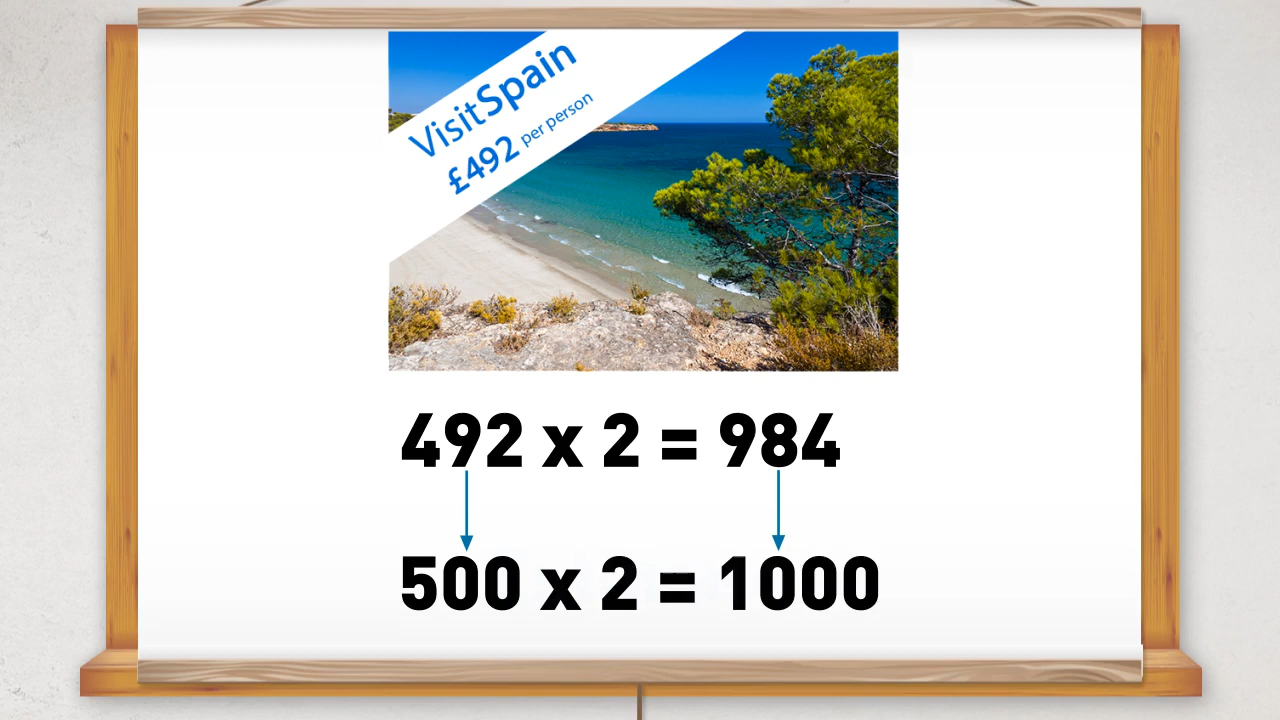 VisitSpain
£492 per person
492 x 2 = 984
500 x 2 = 1000